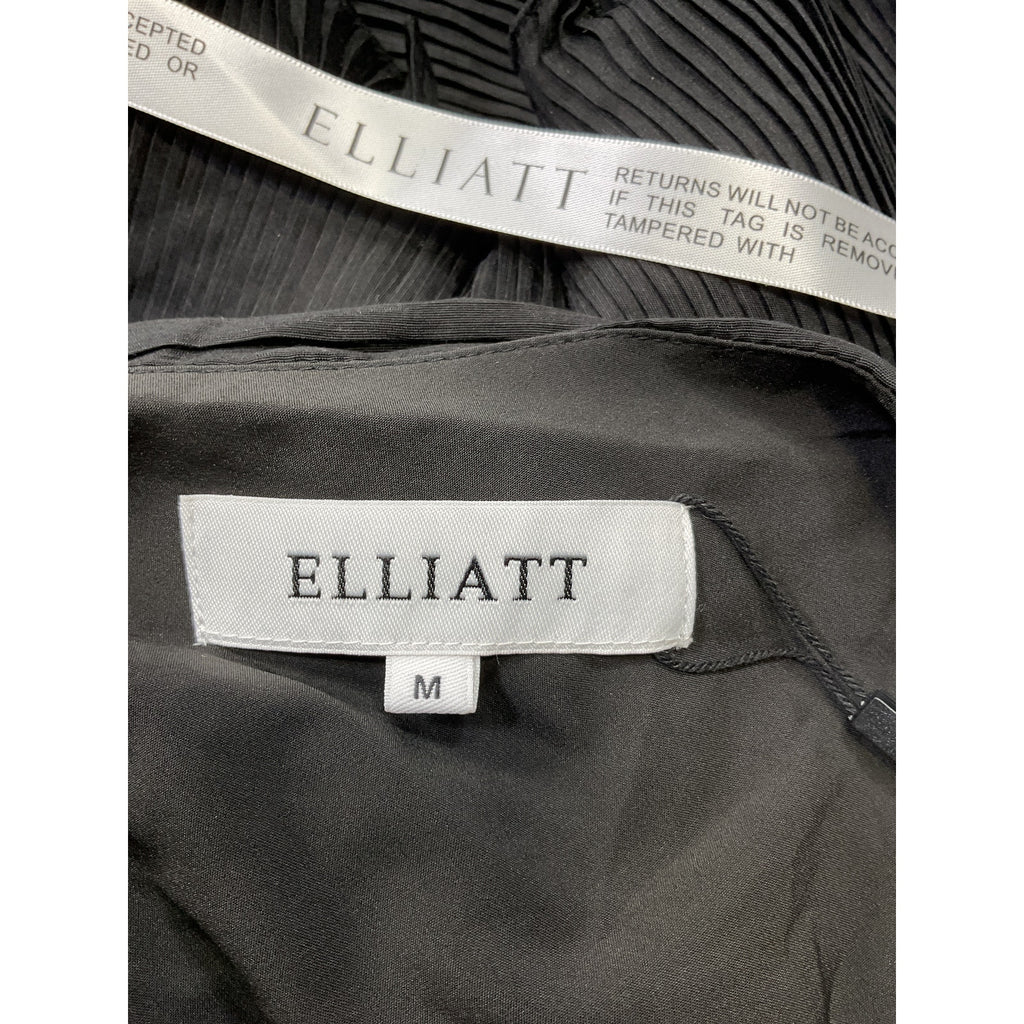 CEPTED
ED OR
ELLIATT
RETURNS WILL NOT BE ACC
IF THIS TAG IS REMOV
TAMPERED WITH
ELLIATT
M